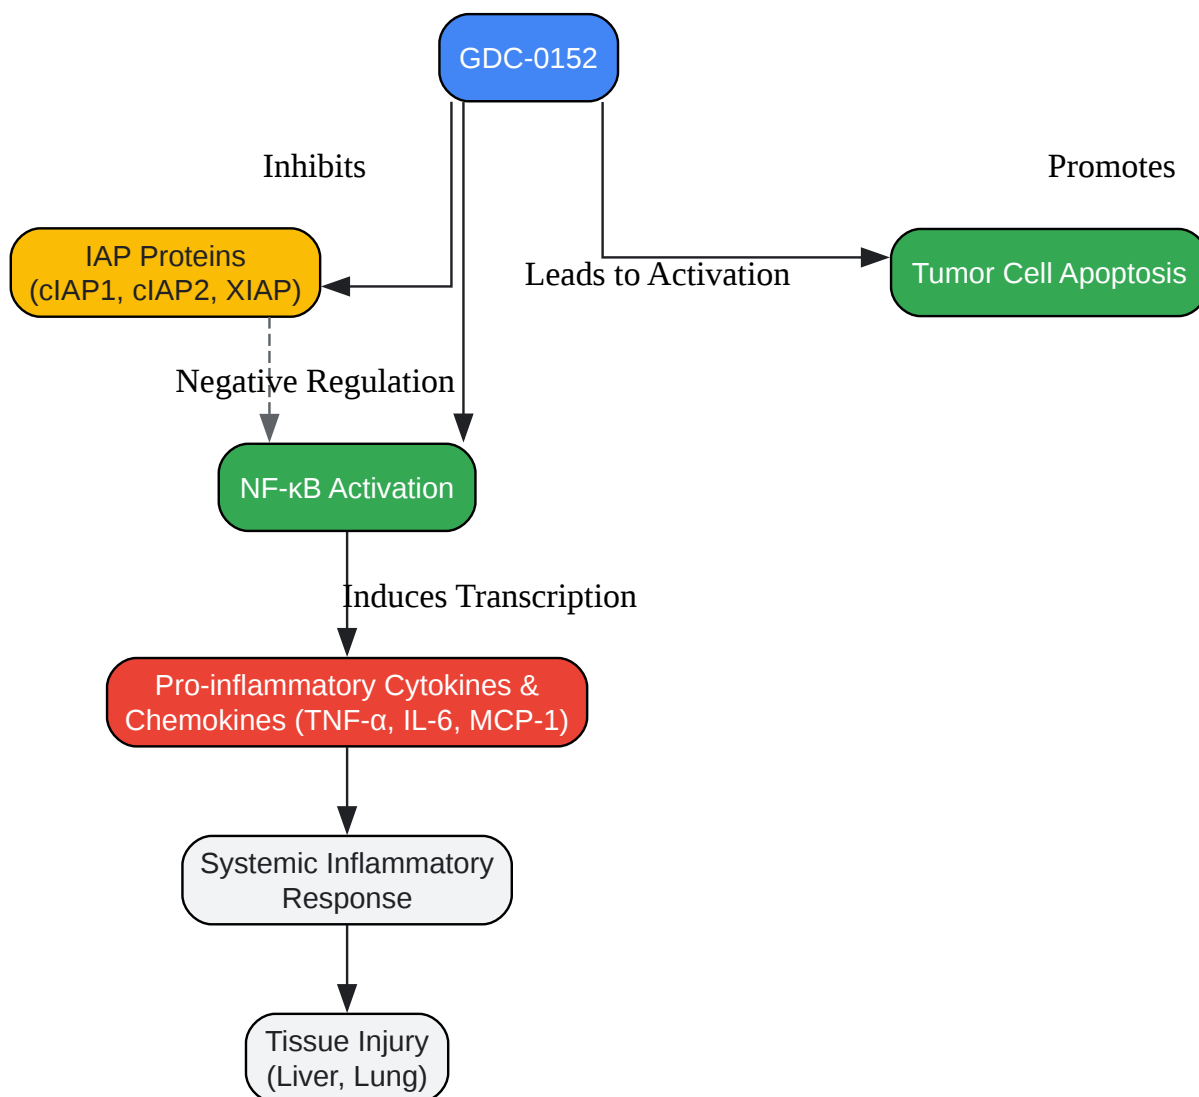 GDC-0152
Inhibits
Promotes
IAP Proteins
(cIAP1, cIAP2, XIAP)
Leads to Activation
Tumor Cell Apoptosis
Negative Regulation
NF-κB Activation
Induces Transcription
Pro-inflammatory Cytokines &
Chemokines (TNF-α, IL-6, MCP-1)
Systemic Inflammatory
Response
Tissue Injury
(Liver, Lung)